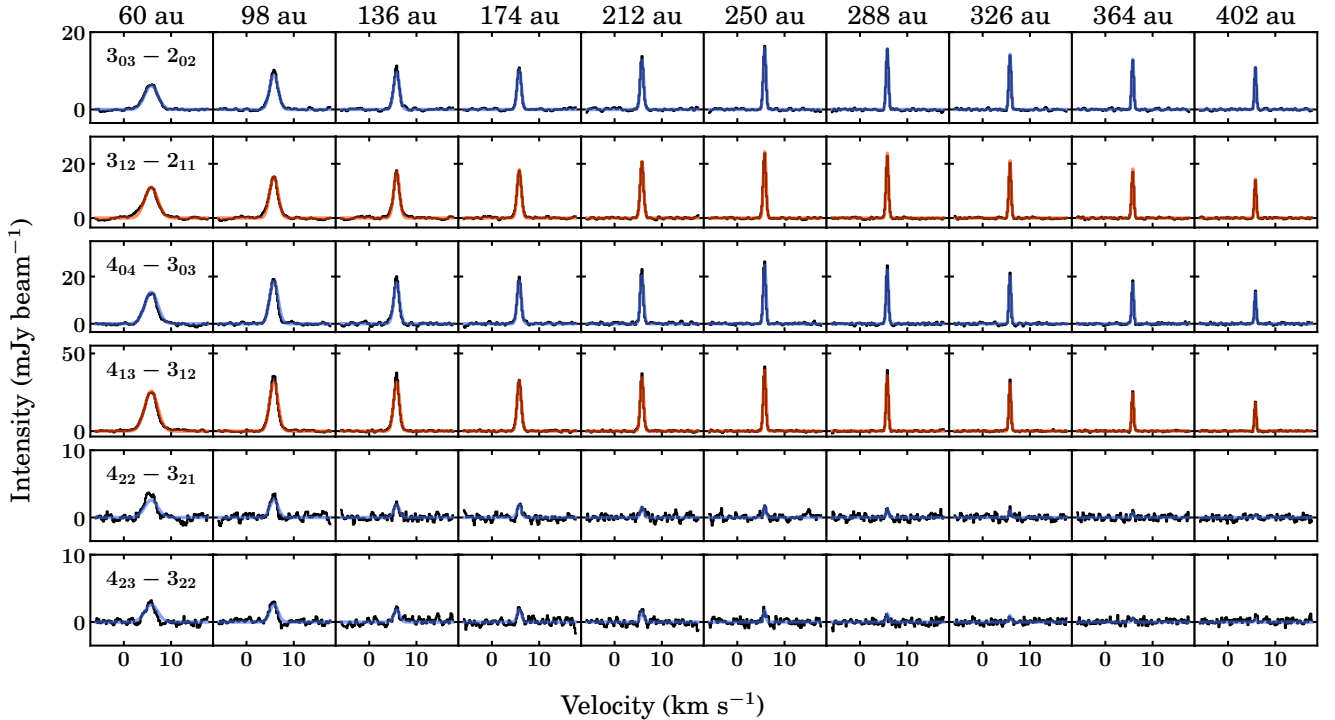 60 au 98 au 136 au 174 au 212 au 250 au 288 au 326 au 364 au 402 au
20
3₀₃ − 2₀₂
0
20
3₁₂ − 2₁₁
0
20
4₀₄ − 3₀₃
0
50
4₁₃ − 3₁₂
0
10
4₂₂ − 3₂₁
0
10
4₂₃ − 3₂₂
0
0 10 0 10 0 10 0 10 0 10 0 10 0 10 0 10 0 10 0 10
Intensity (mJy beam⁻¹)
Velocity (km s⁻¹)